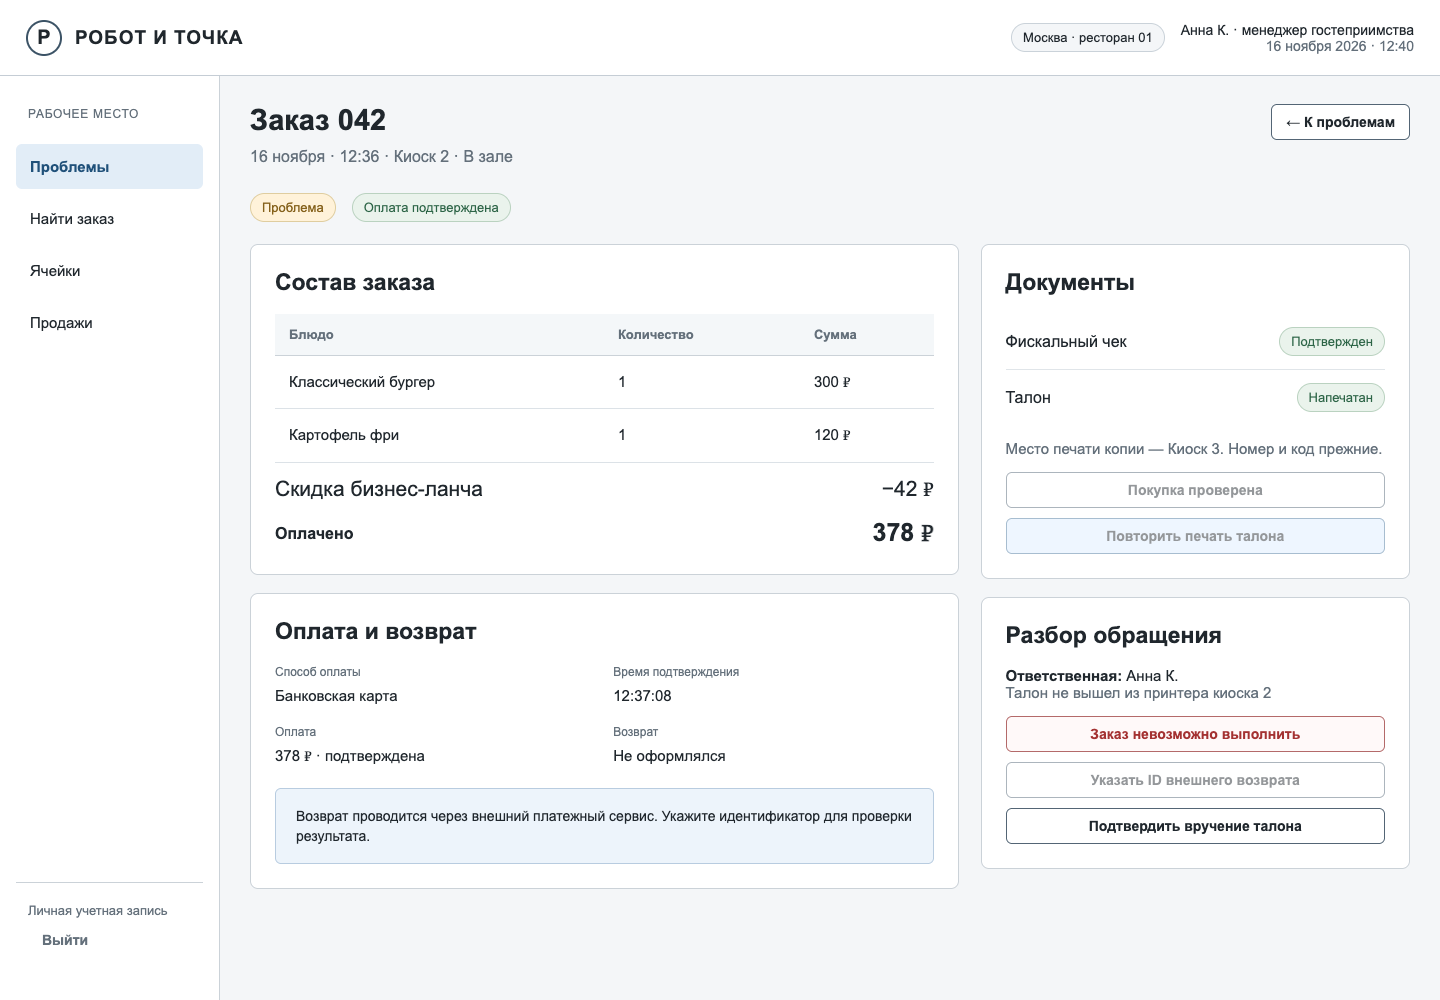 Р РОБОТ И ТОЧКА
Москва · ресторан 01
Анна К. · менеджер гостеприимства
16 ноября 2026 · 12:40
РАБОЧЕЕ МЕСТО
Проблемы
Найти заказ
Ячейки
Продажи
Личная учетная запись
Выйти
Заказ 042
16 ноября · 12:36 · Киоск 2 · В зале
← К проблемам
Проблема
Оплата подтверждена
Состав заказа
Блюдо Количество Сумма
Классический бургер 1 300 ₽
Картофель фри 1 120 ₽
Скидка бизнес-ланча −42 ₽
Оплачено 378 ₽
Оплата и возврат
Способ оплаты Время подтверждения
Банковская карта 12:37:08
Оплата Возврат
378 ₽ · подтверждена Не оформлялся
Возврат проводится через внешний платежный сервис. Укажите идентификатор для проверки
результата.
Документы
Фискальный чек Подтвержден
Талон Напечатан
Место печати копии — Киоск 3. Номер и код прежние.
Покупка проверена
Повторить печать талона
Разбор обращения
Ответственная: Анна К.
Талон не вышел из принтера киоска 2
Заказ невозможно выполнить
Указать ID внешнего возврата
Подтвердить вручение талона